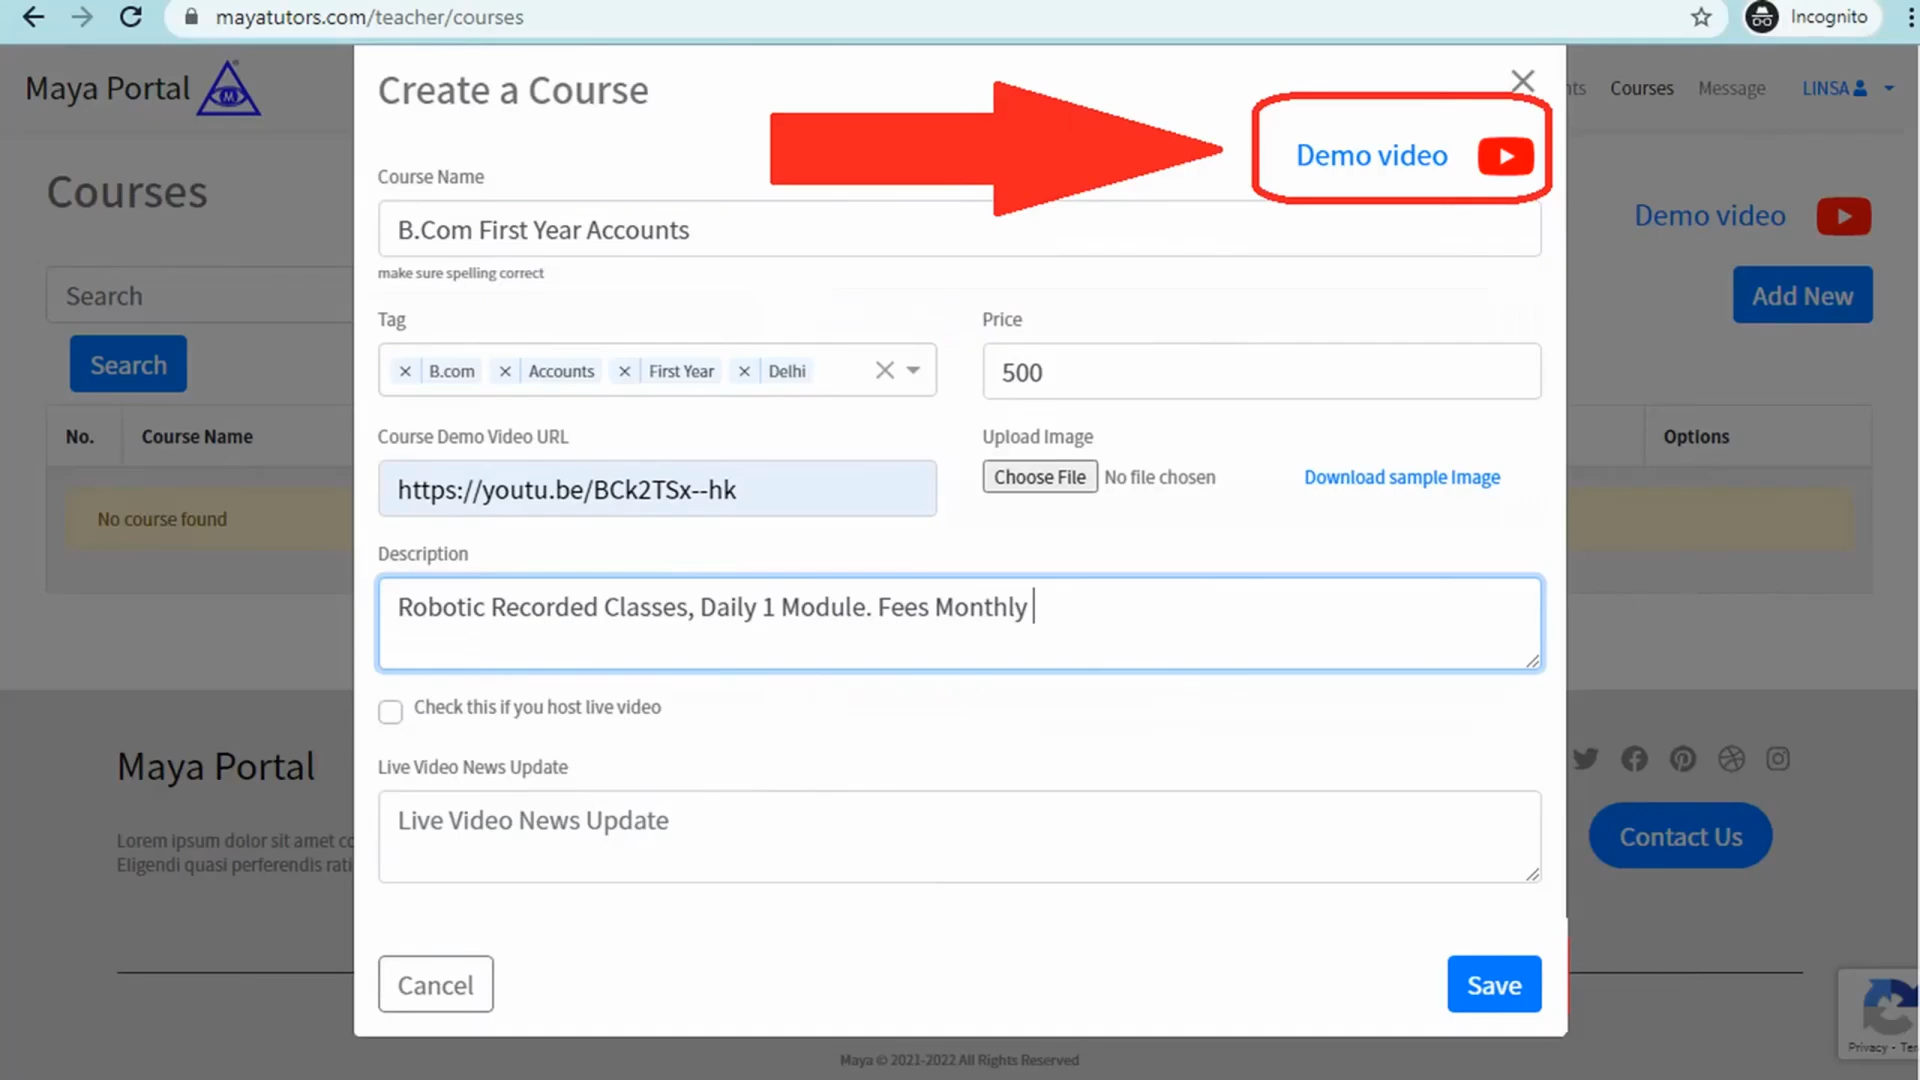 mayatutors.com/teacher/courses
Incognito
Maya Portal
M
Create a Course
nts
Courses
Message
LINSA
Demo video
Course Name
Courses
B.Com First Year Accounts
Demo video
make sure spelling correct
Search
Add New
Tag
Price
Search
× B.com × Accounts × First Year × Delhi
500
No.
Course Name
Course Demo Video URL
Upload Image
Options
https://youtu.be/BCk2TSx--hk
Choose File No file chosen
Download sample Image
No course found
Description
Robotic Recorded Classes, Daily 1 Module. Fees Monthly
Check this if you host live video
Maya Portal
Live Video News Update
Live Video News Update
Lorem ipsum dolor sit amet co
Eligendi quasi perferendis rati
Contact Us
Cancel
Save
Privacy - Ter
Maya © 2021-2022 All Rights Reserved